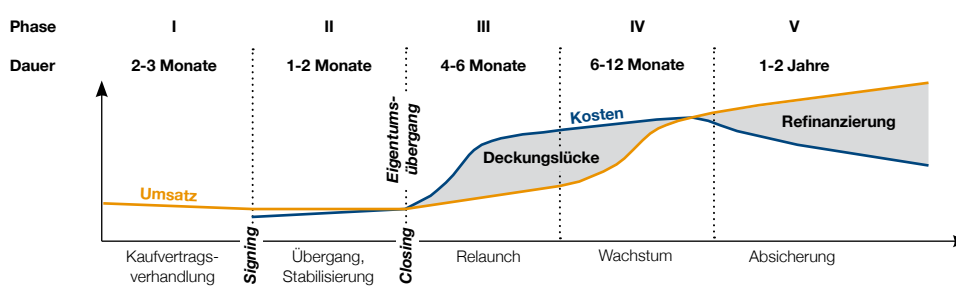 Phase I II III IV V
Dauer 2-3 Monate 1-2 Monate 4-6 Monate 6-12 Monate 1-2 Jahre
Eigentums-
übergang
Kosten
Refinanzierung
Deckungslücke
Umsatz
Signing
Closing
Kaufvertrags-
verhandlung
Übergang,
Stabilisierung
Relaunch
Wachstum
Absicherung